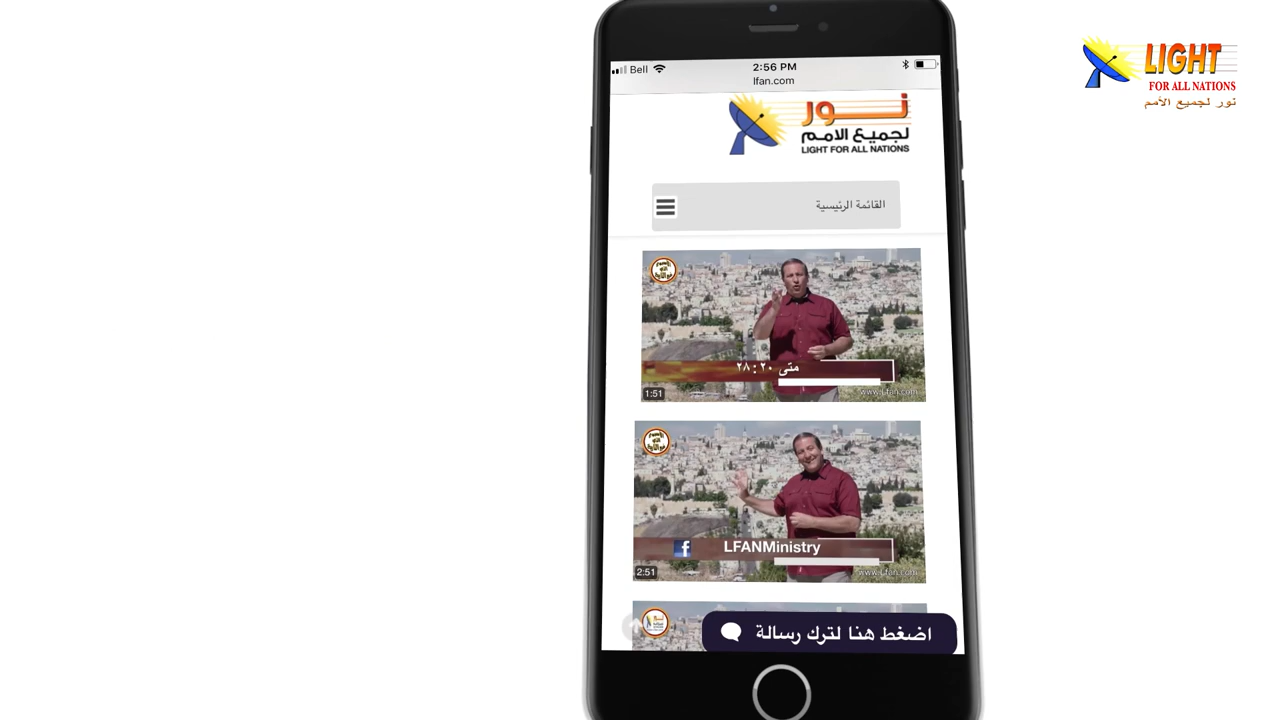 LIGHT
FOR ALL NATIONS
نور لجميع الأمم
Bell
2:56 PM
lfan.com
نور
لجميع الامم
LIGHT FOR ALL NATIONS
القائمة الرئيسية
متى ٢٠ : ٢٨
1:51
www.Lfan.com
LFANMinistry
2:51
www.Lfan.com
اضغط هنا لترك رسالة